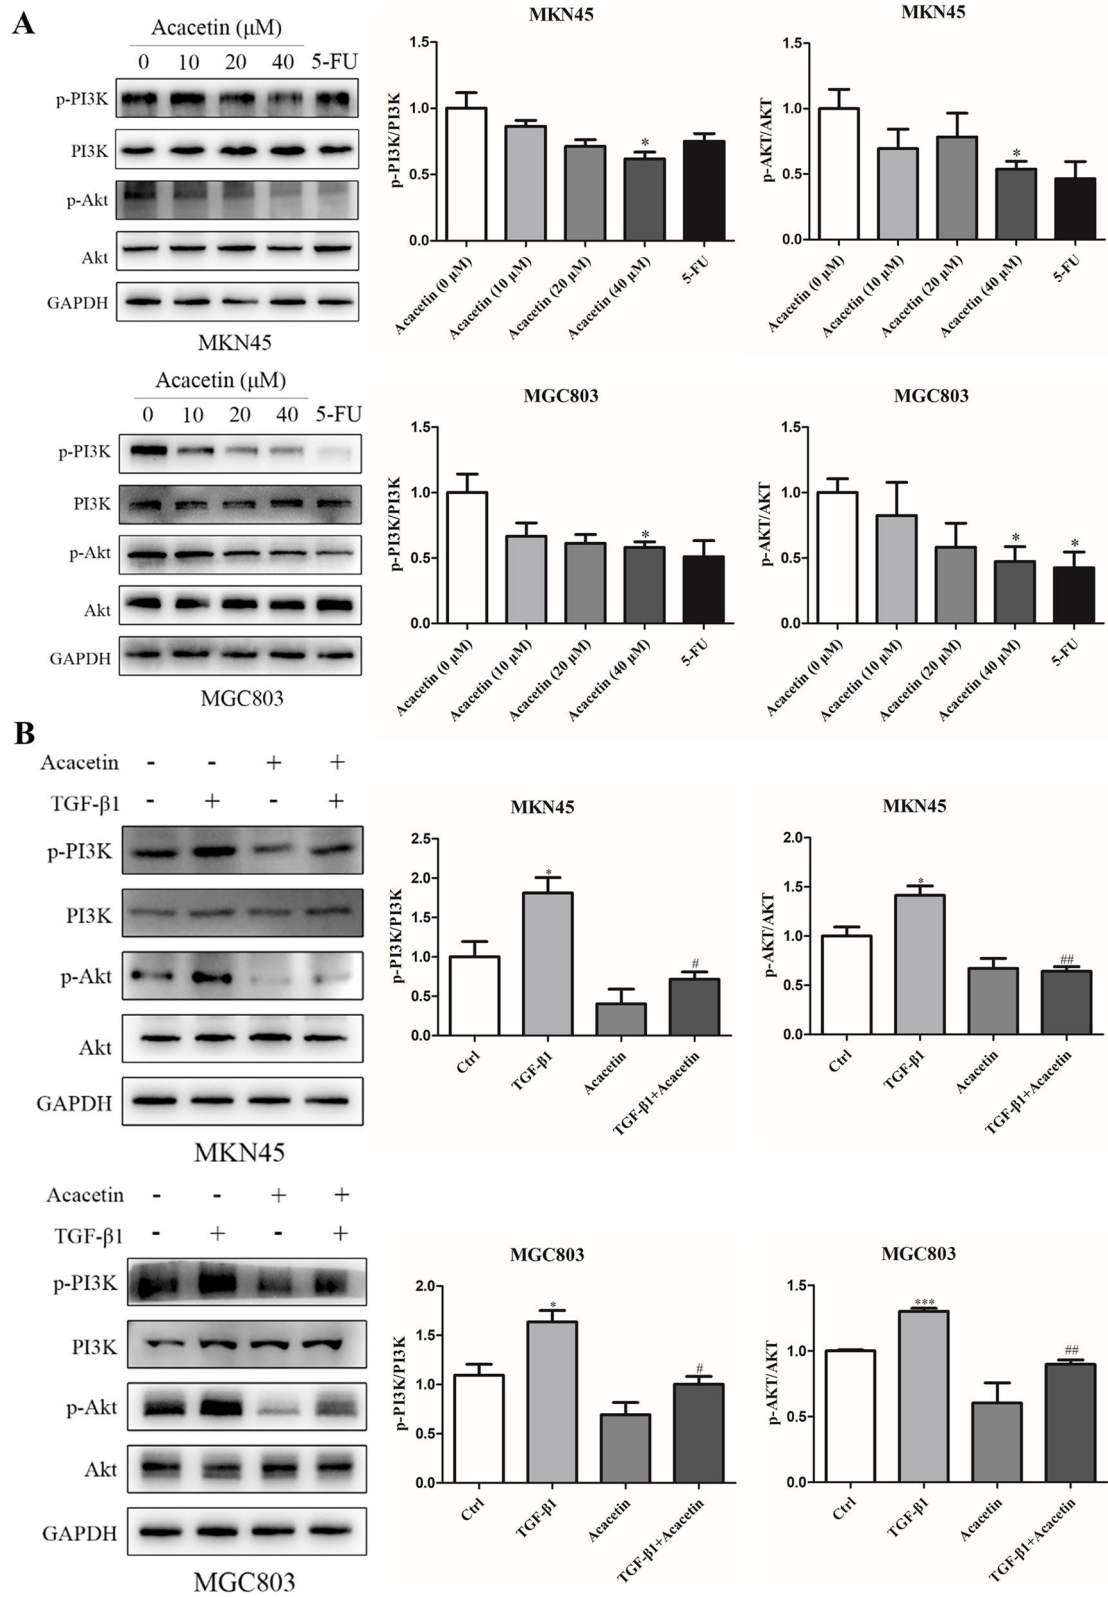 A
Acacetin (μM)
0 10 20 40 5-FU
p-PI3K
PI3K
p-Akt
Akt
GAPDH
MKN45
MKN45
p-PI3K/PI3K
1.5
1.0
0.5
0.0
*
Acacetin (0 μM)
Acacetin (10 μM)
Acacetin (20 μM)
Acacetin (40 μM)
5-FU
MKN45
p-AKT/AKT
1.5
1.0
0.5
0.0
*
Acacetin (0 μM)
Acacetin (10 μM)
Acacetin (20 μM)
Acacetin (40 μM)
5-FU
Acacetin (μM)
0 10 20 40 5-FU
p-PI3K
PI3K
p-Akt
Akt
GAPDH
MGC803
MGC803
p-PI3K/PI3K
1.5
1.0
0.5
0.0
*
Acacetin (0 μM)
Acacetin (10 μM)
Acacetin (20 μM)
Acacetin (40 μM)
5-FU
MGC803
p-AKT/AKT
1.5
1.0
0.5
0.0
* *
Acacetin (0 μM)
Acacetin (10 μM)
Acacetin (20 μM)
Acacetin (40 μM)
5-FU
B
Acacetin - - + +
TGF-β1 - + - +
p-PI3K
PI3K
p-Akt
Akt
GAPDH
MKN45
MKN45
p-PI3K/PI3K
2.5
2.0
1.5
1.0
0.5
0.0
*
#
Ctrl
TGF-β1
Acacetin
TGF-β1+Acacetin
MKN45
p-AKT/AKT
2.0
1.5
1.0
0.5
0.0
*
##
Ctrl
TGF-β1
Acacetin
TGF-β1+Acacetin
Acacetin - - + +
TGF-β1 - + - +
p-PI3K
PI3K
p-Akt
Akt
GAPDH
MGC803
MGC803
p-PI3K/PI3K
2.0
1.5
1.0
0.5
0.0
*
#
Ctrl
TGF-β1
Acacetin
TGF-β1+Acacetin
MGC803
p-AKT/AKT
1.5
1.0
0.5
0.0
***
##
Ctrl
TGF-β1
Acacetin
TGF-β1+Acacetin